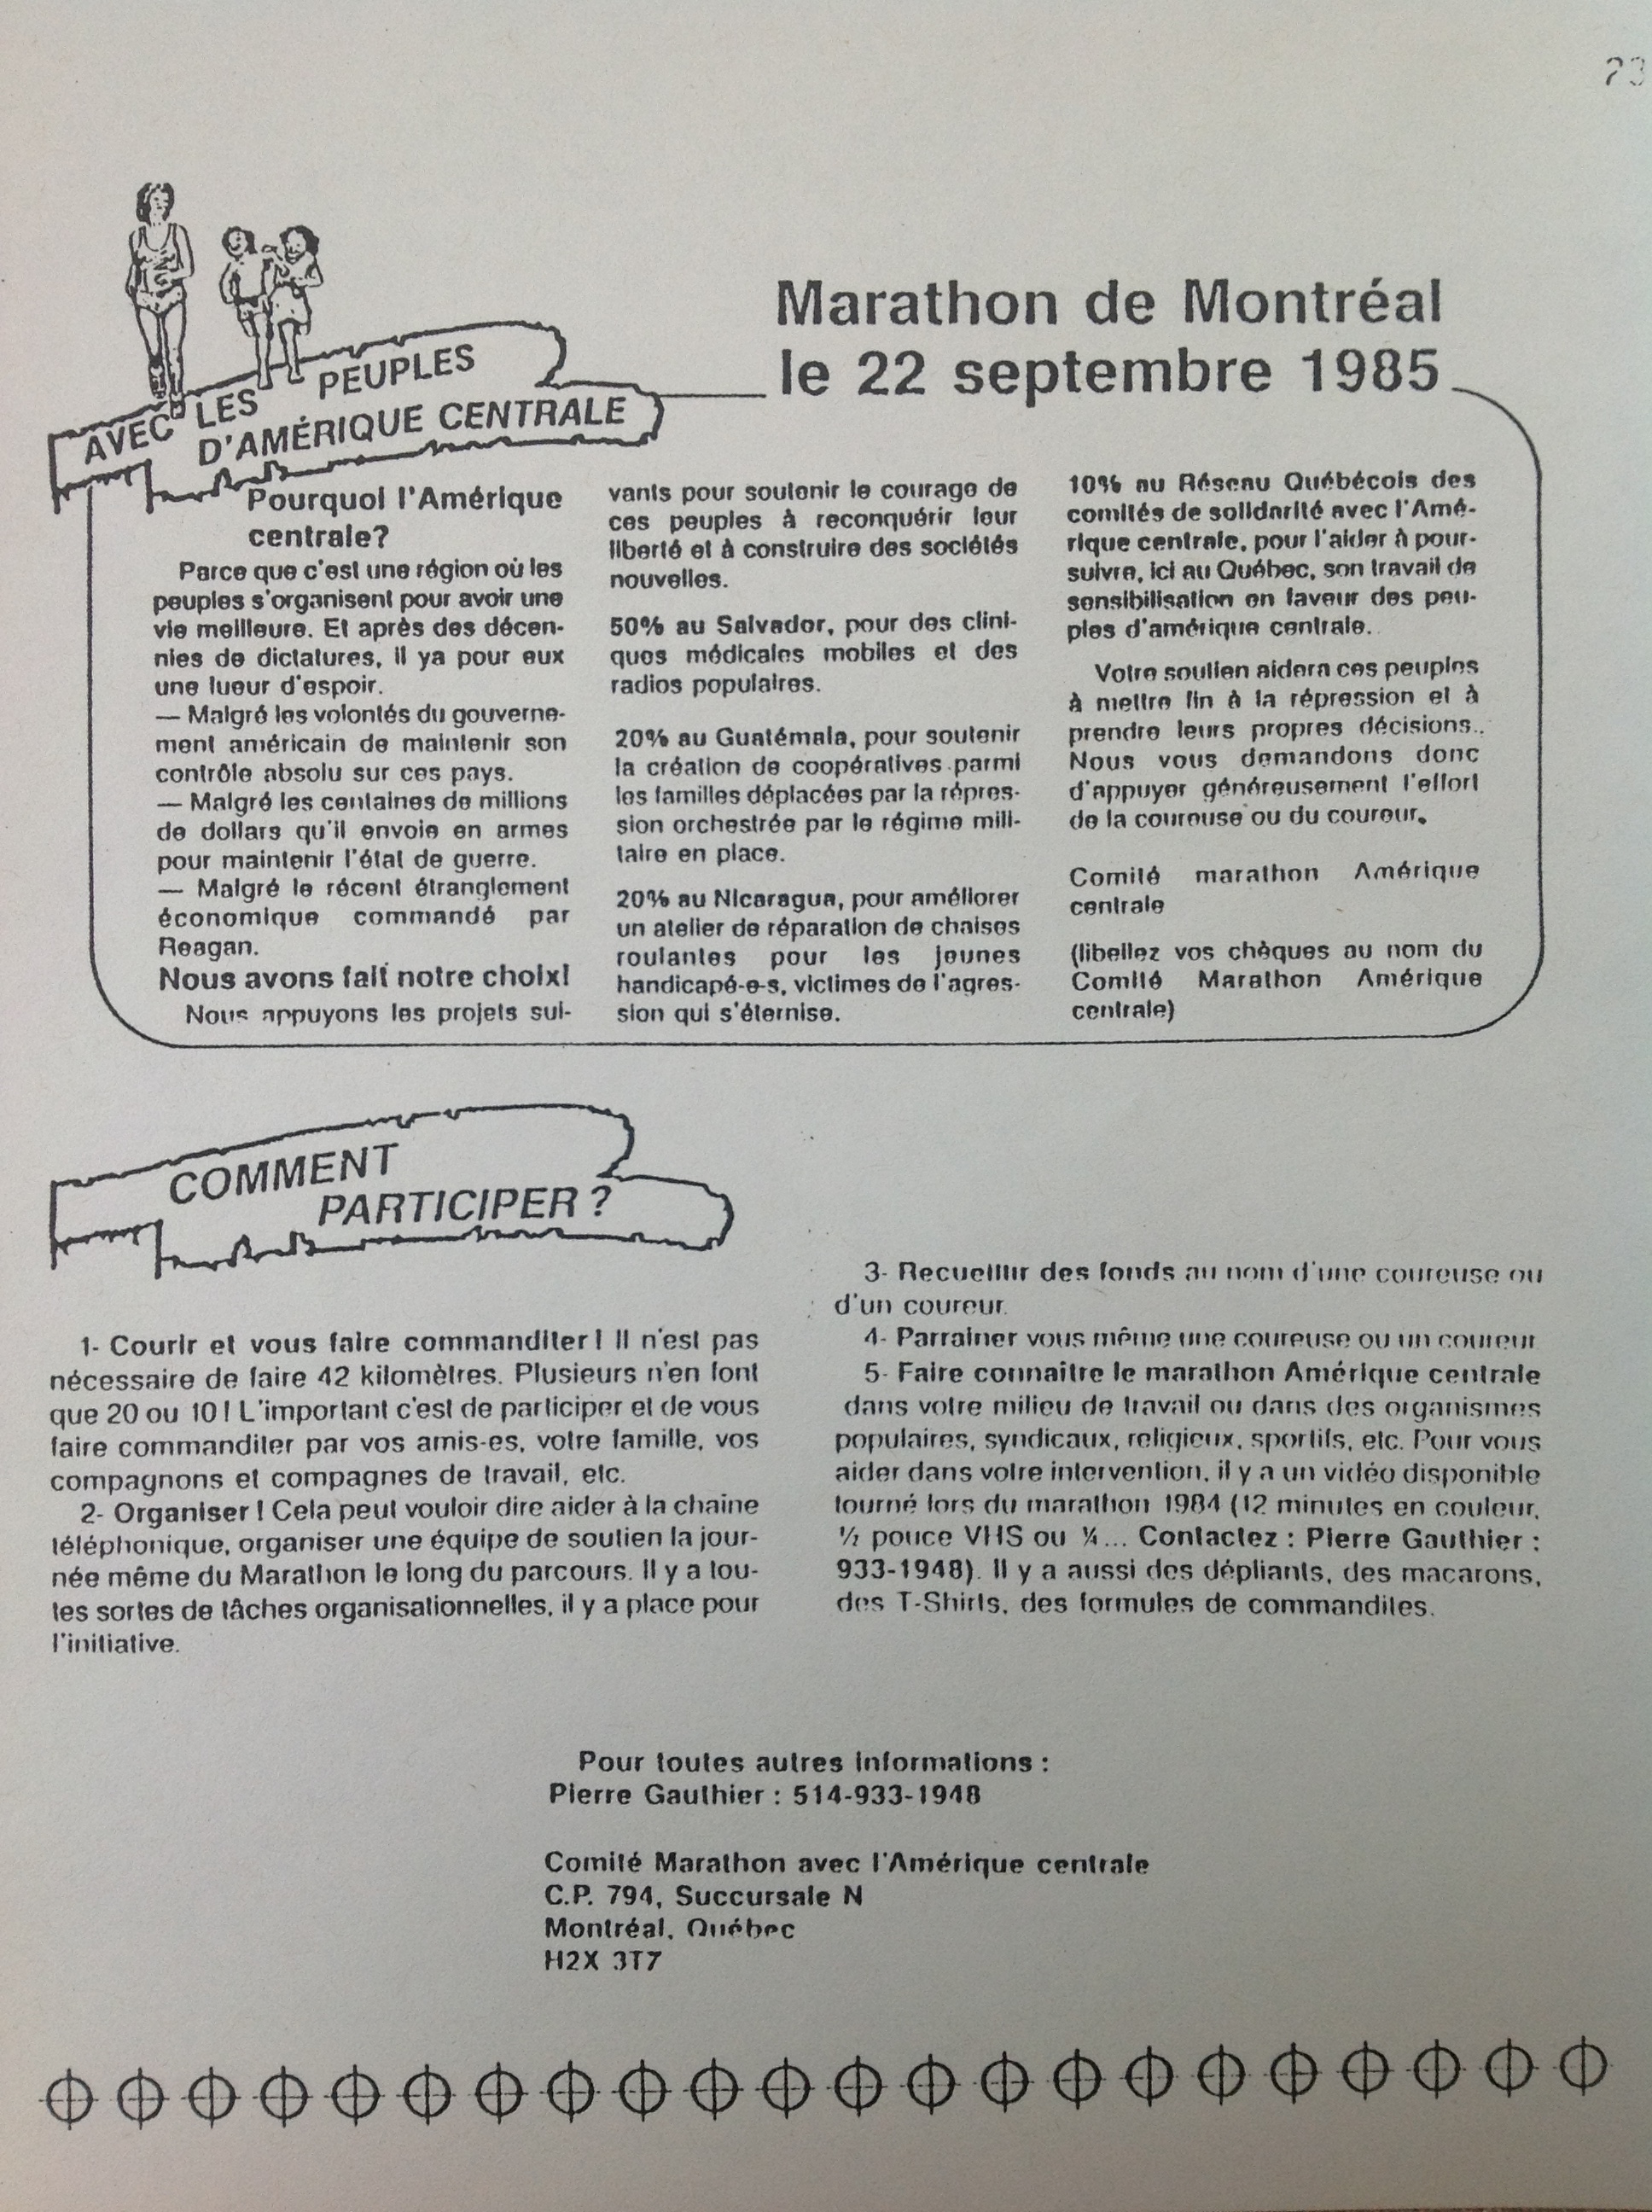 23
Marathon de Montréal
le 22 septembre 1985
AVEC LES PEUPLES
D'AMÉRIQUE CENTRALE
Pourquoi l'Amérique
centrale?
Parce que c'est une région où les
peuples s'organisent pour avoir une
vie meilleure. Et après des décen-
nies de dictatures, il ya pour eux
une lueur d'espoir.
— Malgré les volontés du gouverne-
ment américain de maintenir son
contrôle absolu sur ces pays.
— Malgré les centaines de millions
de dollars qu'il envoie en armes
pour maintenir l'état de guerre.
— Malgré le récent étranglement
économique commandé par
Reagan.
Nous avons fait notre choix!
Nous appuyons les projets sui-
vants pour soutenir le courage de
ces peuples à reconquérir leur
liberté et à construire des sociétés
nouvelles.
50% au Salvador, pour des clini-
ques médicales mobiles et des
radios populaires.
20% au Guatémala, pour soutenir
la création de coopératives parmi
les familles déplacées par la répres-
sion orchestrée par le régime mili-
taire en place.
20% au Nicaragua, pour améliorer
un atelier de réparation de chaises
roulantes pour les jeunes
handicapé-e-s, victimes de l'agres-
sion qui s'éternise.
10% au Réseau Québécois des
comités de solidarité avec l'Amé-
rique centrale, pour l'aider à pour-
suivre, ici au Québec, son travail de
sensibilisation en faveur des peu-
ples d'amérique centrale.
Votre soutien aidera ces peuples
à mettre fin à la répression et à
prendre leurs propres décisions..
Nous vous demandons donc
d'appuyer généreusement l'effort
de la coureuse ou du coureur.
Comité marathon Amérique
centrale
(libellez vos chèques au nom du
Comité Marathon Amérique
centrale)
COMMENT
PARTICIPER ?
1- Courir et vous faire commanditer ! Il n'est pas
nécessaire de faire 42 kilomètres. Plusieurs n'en font
que 20 ou 10 ! L'important c'est de participer et de vous
faire commanditer par vos amis-es, votre famille, vos
compagnons et compagnes de travail, etc.
2- Organiser ! Cela peut vouloir dire aider à la chaîne
téléphonique, organiser une équipe de soutien la jour-
née même du Marathon le long du parcours. Il y a tou-
tes sortes de tâches organisationnelles, il y a place pour
l'initiative.
3- Recueillir des fonds au nom d'une coureuse ou
d'un coureur.
4- Parrainer vous même une coureuse ou un coureur
5- Faire connaître le marathon Amérique centrale
dans votre milieu de travail ou dans des organismes
populaires, syndicaux, religieux, sportifs, etc. Pour vous
aider dans votre intervention, il y a un vidéo disponible
tourné lors du marathon 1984 (12 minutes en couleur,
½ pouce VHS ou ¼... Contactez : Pierre Gauthier :
933-1948). Il y a aussi des dépliants, des macarons,
des T-Shirts, des formules de commandites.
Pour toutes autres informations :
Pierre Gauthier : 514-933-1948
Comité Marathon avec l'Amérique centrale
C.P. 794, Succursale N
Montréal, Québec
H2X 3T7